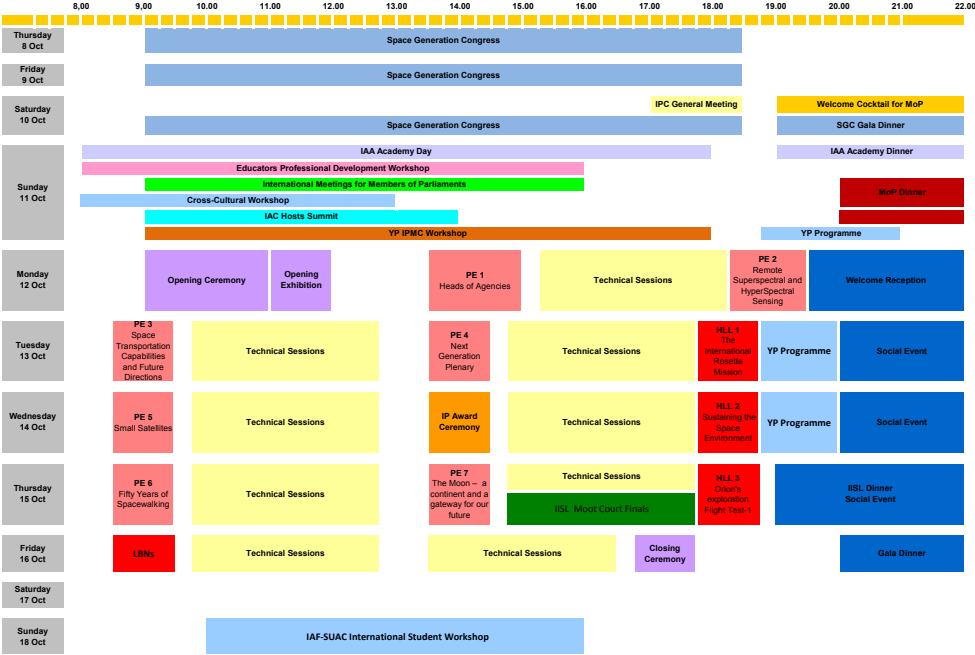 8,00 9,00 10.00 11.00 12.00 13.00 14.00 15.00 16.00 17.00 18.00 19.00 20.00 21.00 22.00
Thursday
8 Oct
Space Generation Congress
Friday
9 Oct
Space Generation Congress
Saturday
10 Oct
IPC General Meeting
Welcome Cocktail for MoP
Space Generation Congress
SGC Gala Dinner
Sunday
11 Oct
IAA Academy Day
IAA Academy Dinner
Educators Professional Development Workshop
International Meetings for Members of Parliaments
MoP Dinner
Cross-Cultural Workshop
IAC Hosts Summit
YP IPMC Workshop
YP Programme
Monday
12 Oct
Opening Ceremony
Opening
Exhibition
PE 1
Heads of Agencies
Technical Sessions
PE 2
Remote
Superspectral and
HyperSpectral
Sensing
Welcome Reception
Tuesday
13 Oct
PE 3
Space
Transportation
Capabilities
and Future
Directions
Technical Sessions
PE 4
Next
Generation
Plenary
Technical Sessions
HLL 1
The
International
Rosetta
Mission
YP Programme
Social Event
Wednesday
14 Oct
PE 5
Small Satellites
Technical Sessions
IP Award
Ceremony
Technical Sessions
HLL 2
Sustaining the
Space
Environment
YP Programme
Social Event
Thursday
15 Oct
PE 6
Fifty Years of
Spacewalking
Technical Sessions
PE 7
The Moon – a
continent and a
gateway for our
future
Technical Sessions
IISL Moot Court Finals
HLL 3
Orion's
exploration
Flight Test-1
IISL Dinner
Social Event
Friday
16 Oct
LBNs
Technical Sessions
Technical Sessions
Closing
Ceremony
Gala Dinner
Saturday
17 Oct
Sunday
18 Oct
IAF-SUAC International Student Workshop